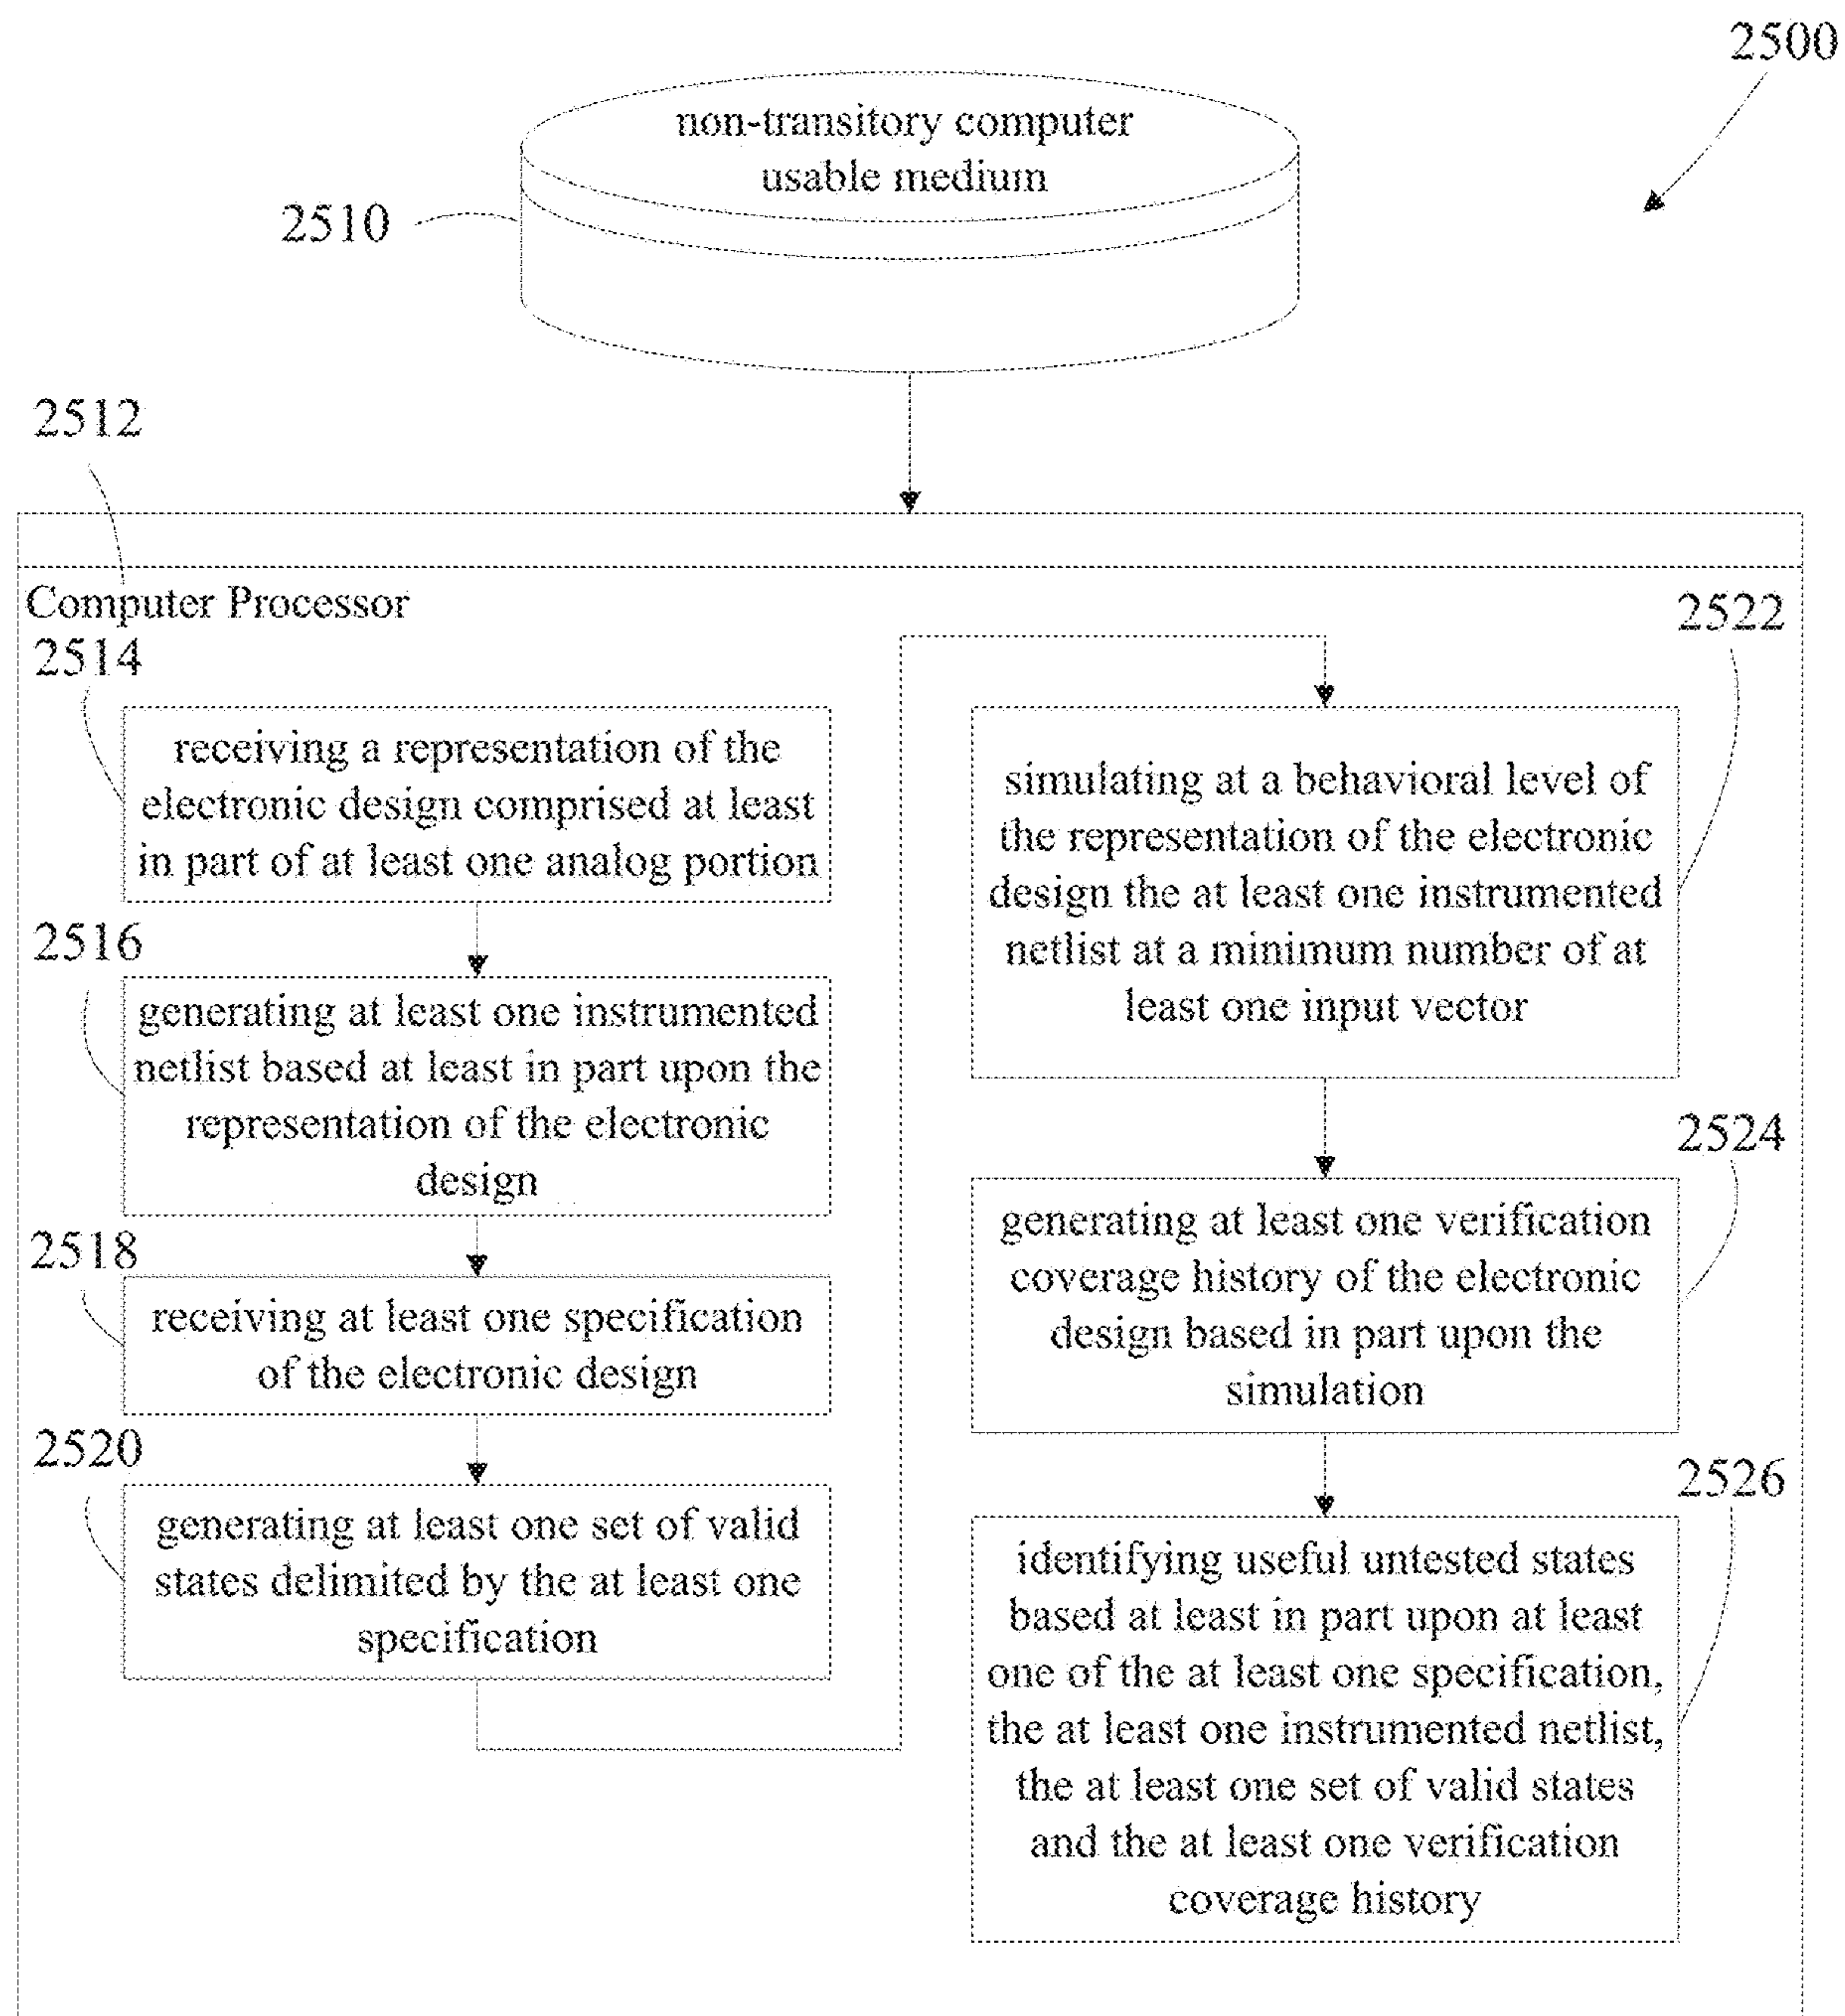 2500
non-transitory computer
usable medium
2510
2512
Computer Processor
2514
receiving a representation of the
electronic design comprised at least
in part of at least one analog portion
2516
generating at least one instrumented
netlist based at least in part upon the
representation of the electronic
design
2518
receiving at least one specification
of the electronic design
2520
generating at least one set of valid
states delimited by the at least one
specification
2522
simulating at a behavioral level of
the representation of the electronic
design the at least one instrumented
netlist at a minimum number of at
least one input vector
2524
generating at least one verification
coverage history of the electronic
design based in part upon the
simulation
2526
identifying useful untested states
based at least in part upon at least
one of the at least one specification,
the at least one instrumented netlist,
the at least one set of valid states
and the at least one verification
coverage history